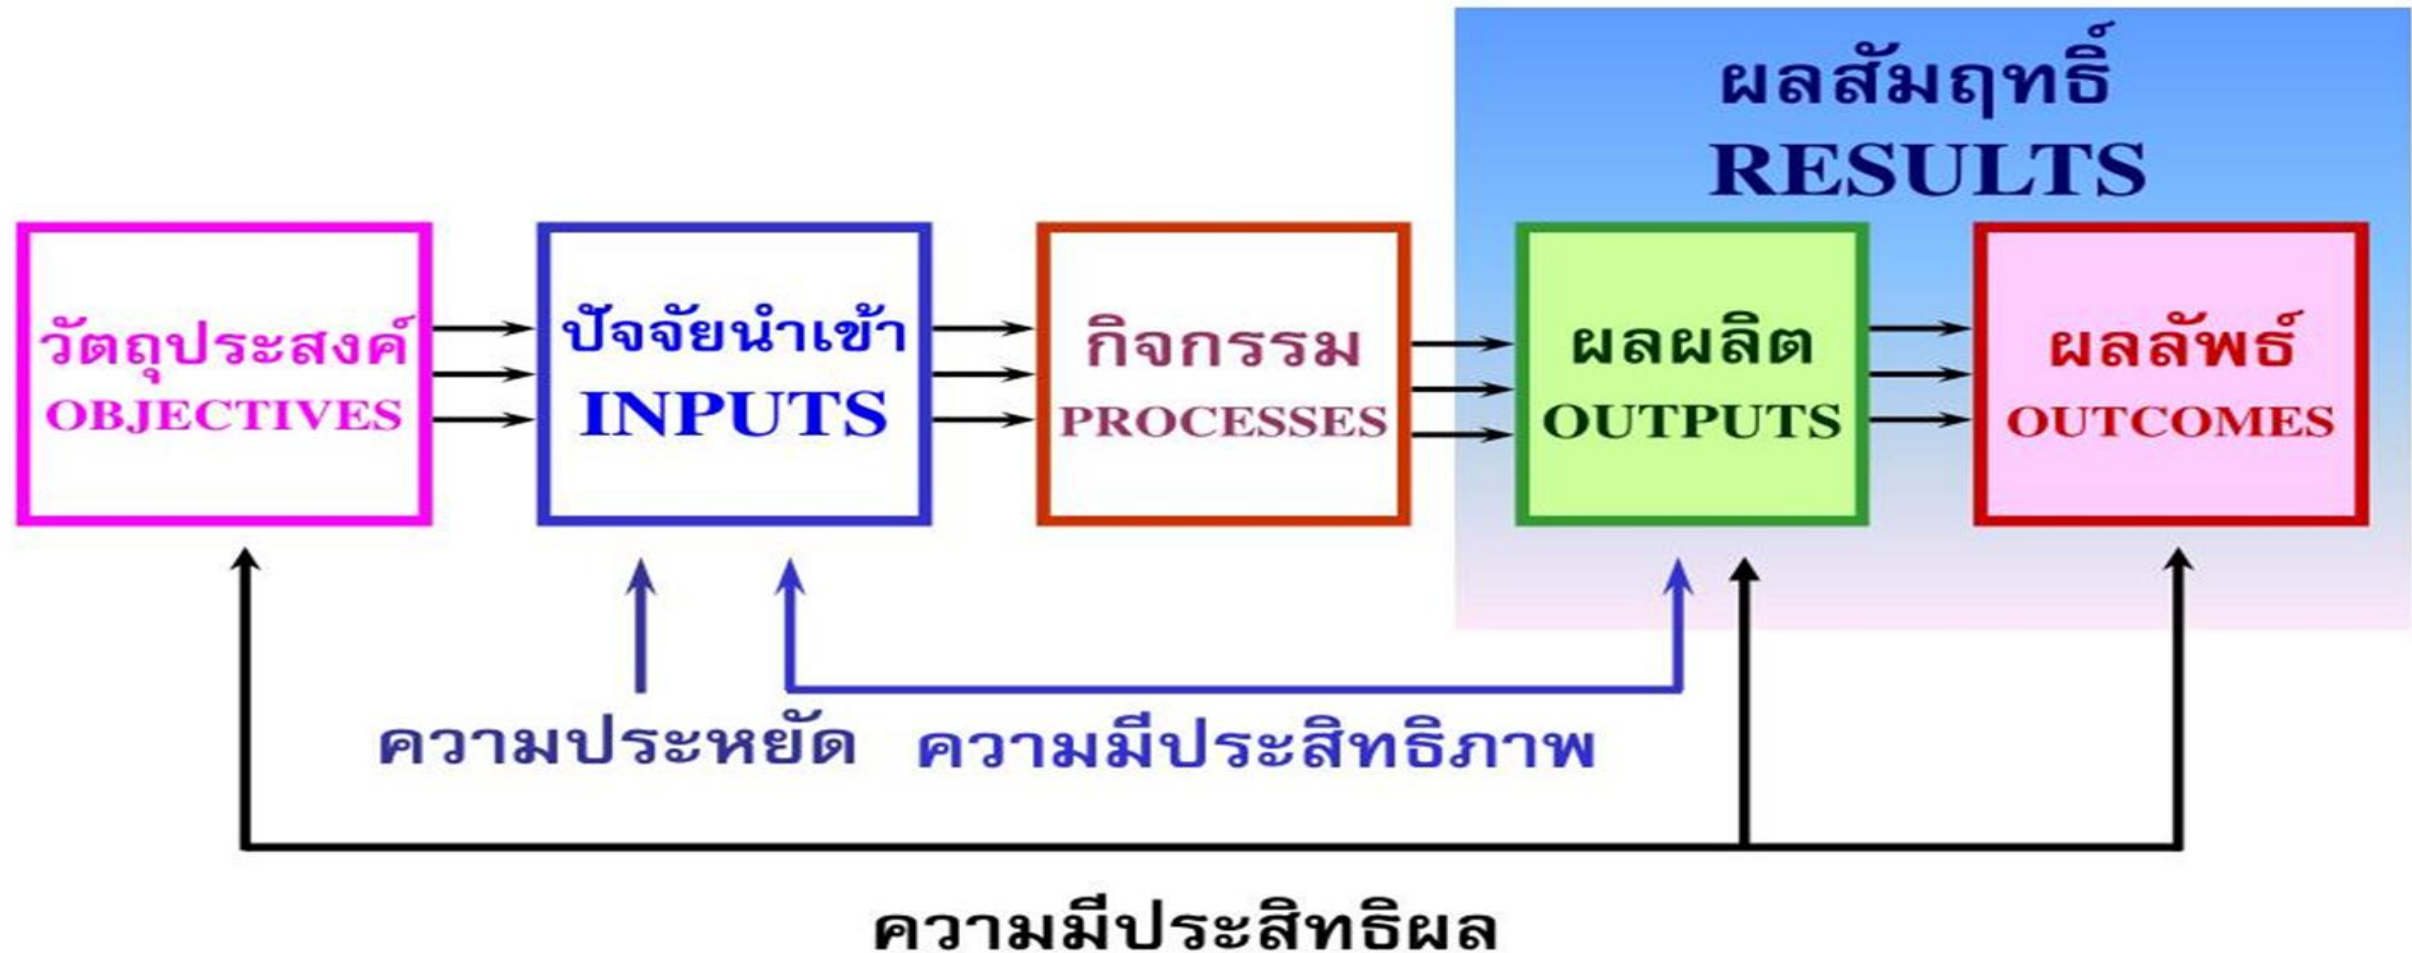 ผลสัมฤทธิ์
RESULTS
วัตถุประสงค์
OBJECTIVES
ปัจจัยนำเข้า
INPUTS
กิจกรรม
PROCESSES
ผลผลิต
OUTPUTS
ผลลัพธ์
OUTCOMES
ความประหยัด
ความมีประสิทธิภาพ
ความมีประสิทธิผล